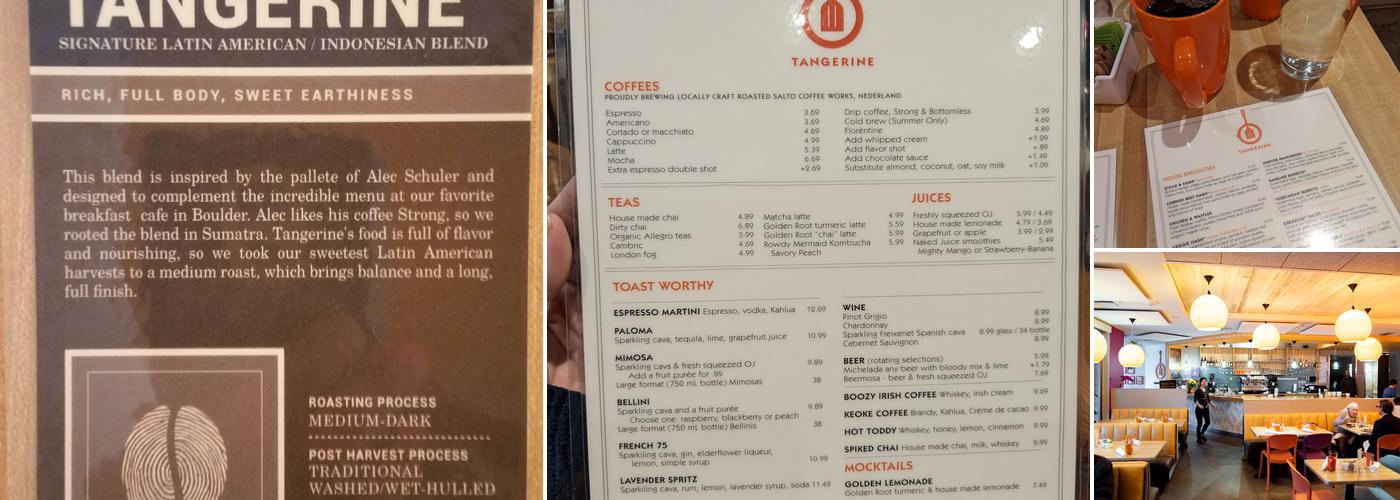 TANGERINE
SIGNATURE LATIN AMERICAN / INDONESIAN BLEND
RICH, FULL BODY, SWEET EARTHINESS
This blend is inspired by the pallete of Alec Schuler and
designed to complement the incredible menu at our favorite
breakfast cafe in Boulder. Alec likes his coffee Strong, so we
rooted the blend in Sumatra. Tangerine's food is full of flavor
and nourishing, so we took our sweetest Latin American
harvests to a medium roast, which brings balance and a long,
full finish.
ROASTING PROCESS
MEDIUM-DARK
POST HARVEST PROCESS
TRADITIONAL
WASHED/WET-HULLED
TANGERINE
COFFEES
PROUDLY BREWING LOCALLY CRAFT ROASTED SALTO COFFEE WORKS, NEDERLAND.
Espresso 3.69
Americano 3.69
Cortado or macchiato 4.69
Cappuccino 4.99
Latte 5.39
Mocha 6.69
Extra espresso double shot +2.69
Drip coffee, Strong & Bottomless 3.99
Cold brew (Summer Only) 4.69
Florentine 4.89
Add whipped cream +1.29
Add flavor shot +.89
Add chocolate sauce +1.49
Substitute almond, coconut, oat, soy milk +1.09
TEAS
House made chai 4.89
Dirty chai 6.89
Organic Allegro teas 3.99
Cambric 4.69
London fog 4.99
Matcha latte 4.99
Golden Root turmeric latte 5.59
Golden Root "chai" latte 5.99
Rowdy Mermaid Kombucha 5.99
Savory Peach
JUICES
Freshly squeezed OJ 5.99 / 4.49
House made lemonade 4.79 / 3.69
Grapefruit or apple 3.99 / 2.99
Naked Juice smoothies 5.49
Mighty Mango or Strawberry-Banana
TOAST WORTHY
ESPRESSO MARTINI Espresso, vodka, Kahlua 12.69
PALOMA
Sparkling cava, tequila, lime, grapefruit juice 10.99
MIMOSA
Sparkling cava & fresh squeezed OJ 9.89
Add a fruit purée for .89
Large format (750 mL bottle) Mimosas 38
BELLINI
Sparkling cava and a fruit purée 9.89
Choose one: raspberry, blackberry or peach
Large format (750 mL bottle) Bellinis 38
FRENCH 75
Sparkling cava, gin, elderflower liqueur,
lemon, simple syrup 10.99
LAVENDER SPRITZ
Sparkling cava, rum, lemon, lavender syrup, soda 11.49
WINE
Pinot Grigio 8.99
Chardonnay 8.99
Sparkling Freixenet Spanish cava 8.99 glass / 34 bottle
Cabernet Sauvignon 8.99
BEER (rotating selections) 5.99
Michelada any beer with bloody mix & lime +1.79
Beermosa - beer & fresh squeezed OJ 7.69
BOOZY IRISH COFFEE Whiskey, Irish cream 9.69
KEOKE COFFEE Brandy, Kahlua, Crème de cacao 9.99
HOT TODDY Whiskey, honey, lemon, cinnamon 9.99
SPIKED CHAI House made chai, milk, whiskey 9.99
MOCKTAILS
GOLDEN LEMONADE
Golden Root turmeric & house made lemonade 7.49
TANGERINE
HOUSE SPECIALTIES
STEAK & EGGS*
CORNED BEEF HASH*
CHICKEN & WAFFLES
VEGGIE HASH*
HUEVOS RANCHEROS*
SAUSAGE BURRITO*
VEGETARIAN BURRITO
BREAKFAST TACOS